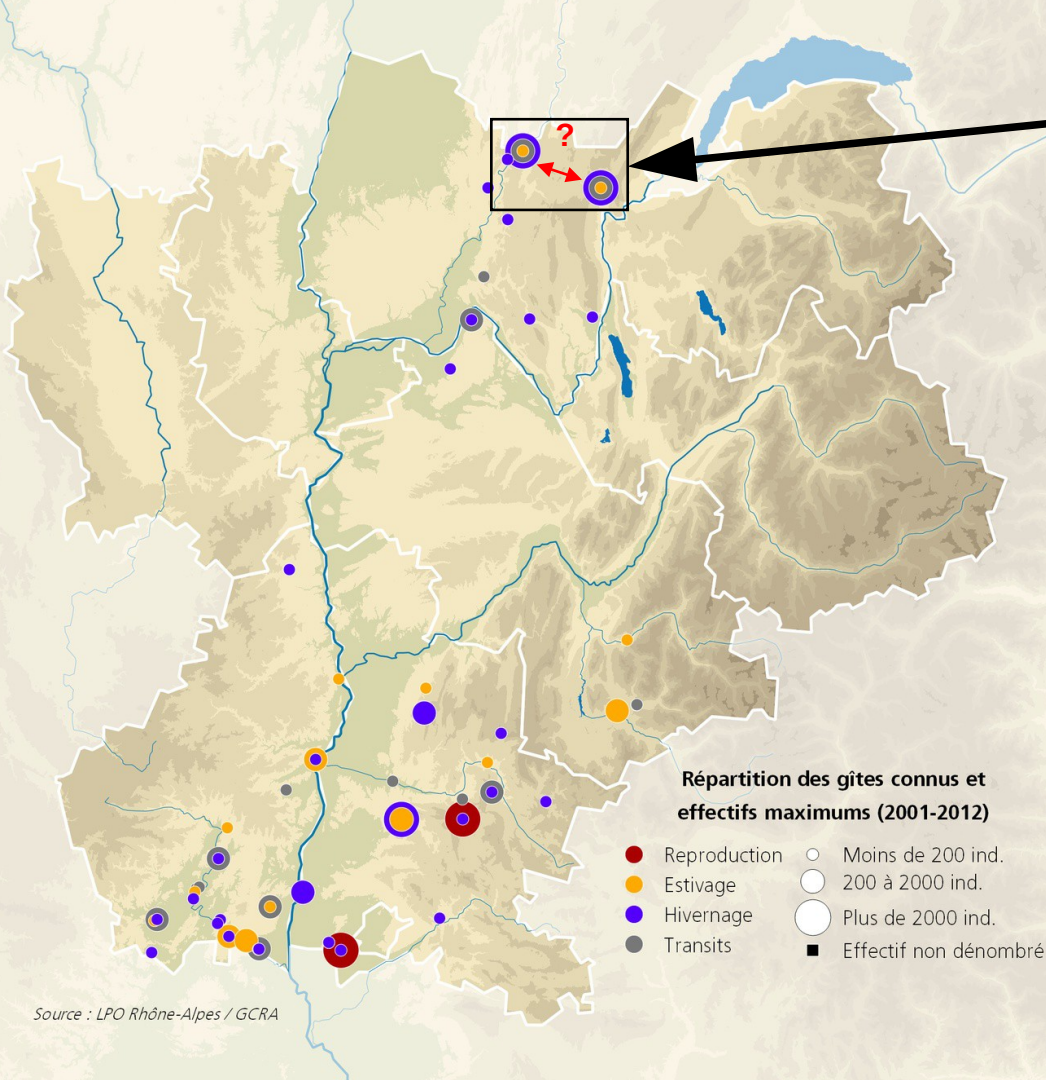 ?
Répartition des gîtes connus et
effectifs maximums (2001-2012)
Reproduction
Moins de 200 ind.
Estivage
200 à 2000 ind.
Hivernage
Plus de 2000 ind.
Transits
Effectif non dénombré
Source : LPO Rhône-Alpes / GCRA